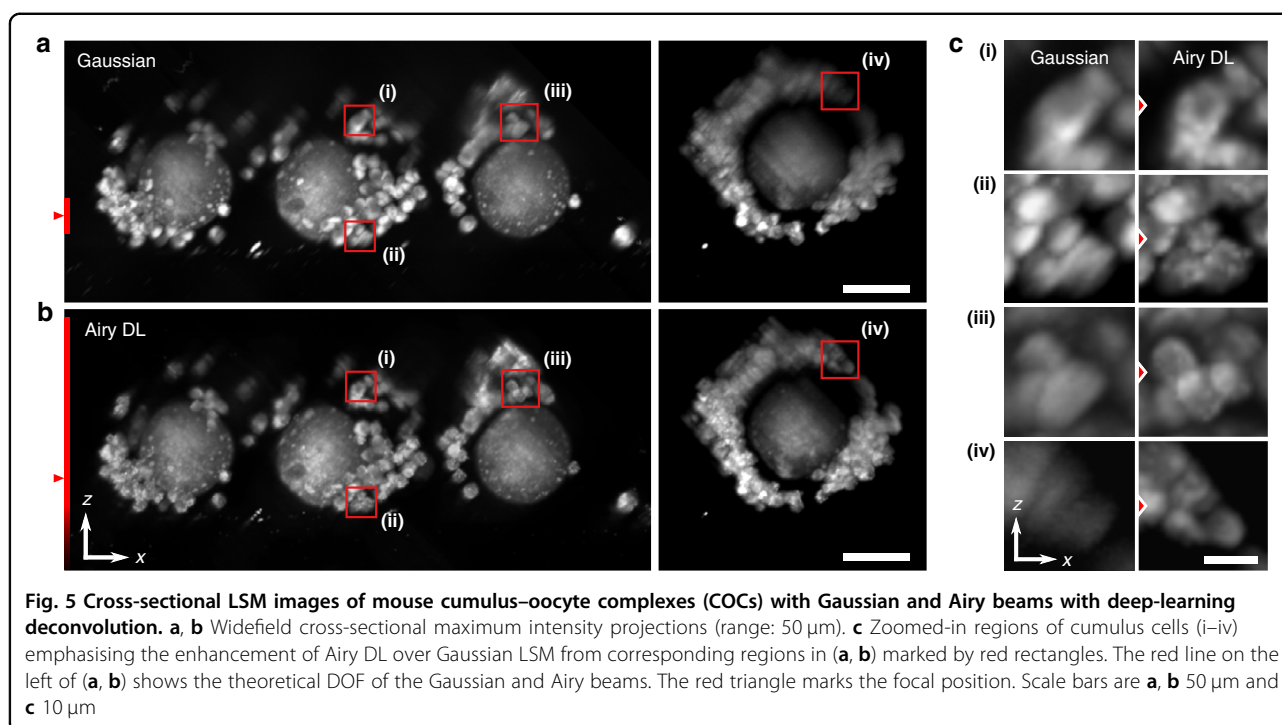 a
Gaussian
(i)
(ii)
(iii)
(iv)
b
Airy DL
(i)
(ii)
(iii)
(iv)
z
x
c
Gaussian
Airy DL
(i)
(ii)
(iii)
(iv)
z
x
Fig. 5 Cross-sectional LSM images of mouse cumulus–oocyte complexes (COCs) with Gaussian and Airy beams with deep-learning
deconvolution. a, b Widefield cross-sectional maximum intensity projections (range: 50 μm). c Zoomed-in regions of cumulus cells (i–iv)
emphasising the enhancement of Airy DL over Gaussian LSM from corresponding regions in (a, b) marked by red rectangles. The red line on the
left of (a, b) shows the theoretical DOF of the Gaussian and Airy beams. The red triangle marks the focal position. Scale bars are a, b 50 μm and
c 10 μm